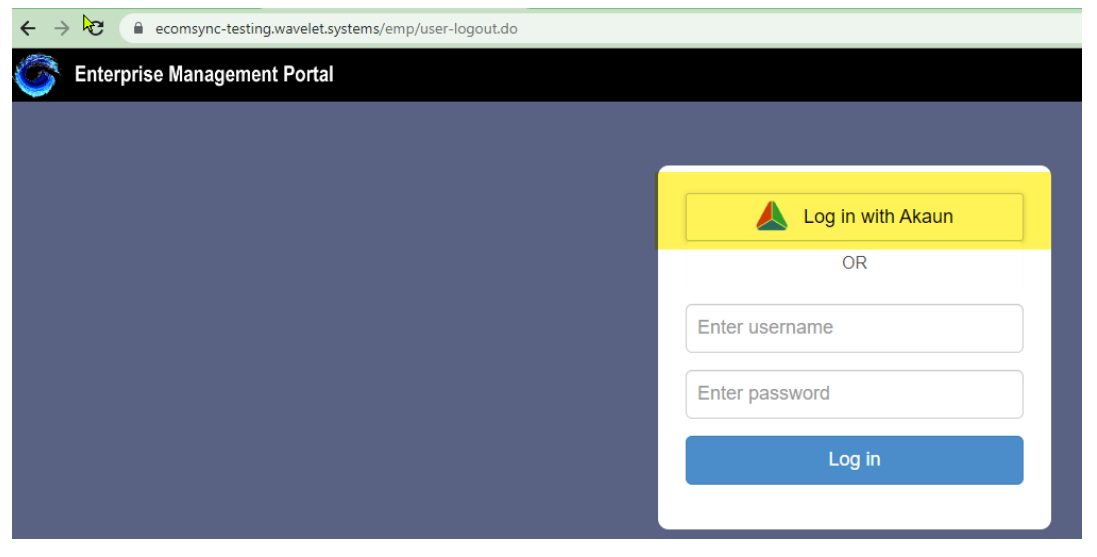 ecomsync-testing.wavelet.systems/emp/user-logout.do
Enterprise Management Portal
Log in with Akaun
OR
Enter username
Enter password
Log in